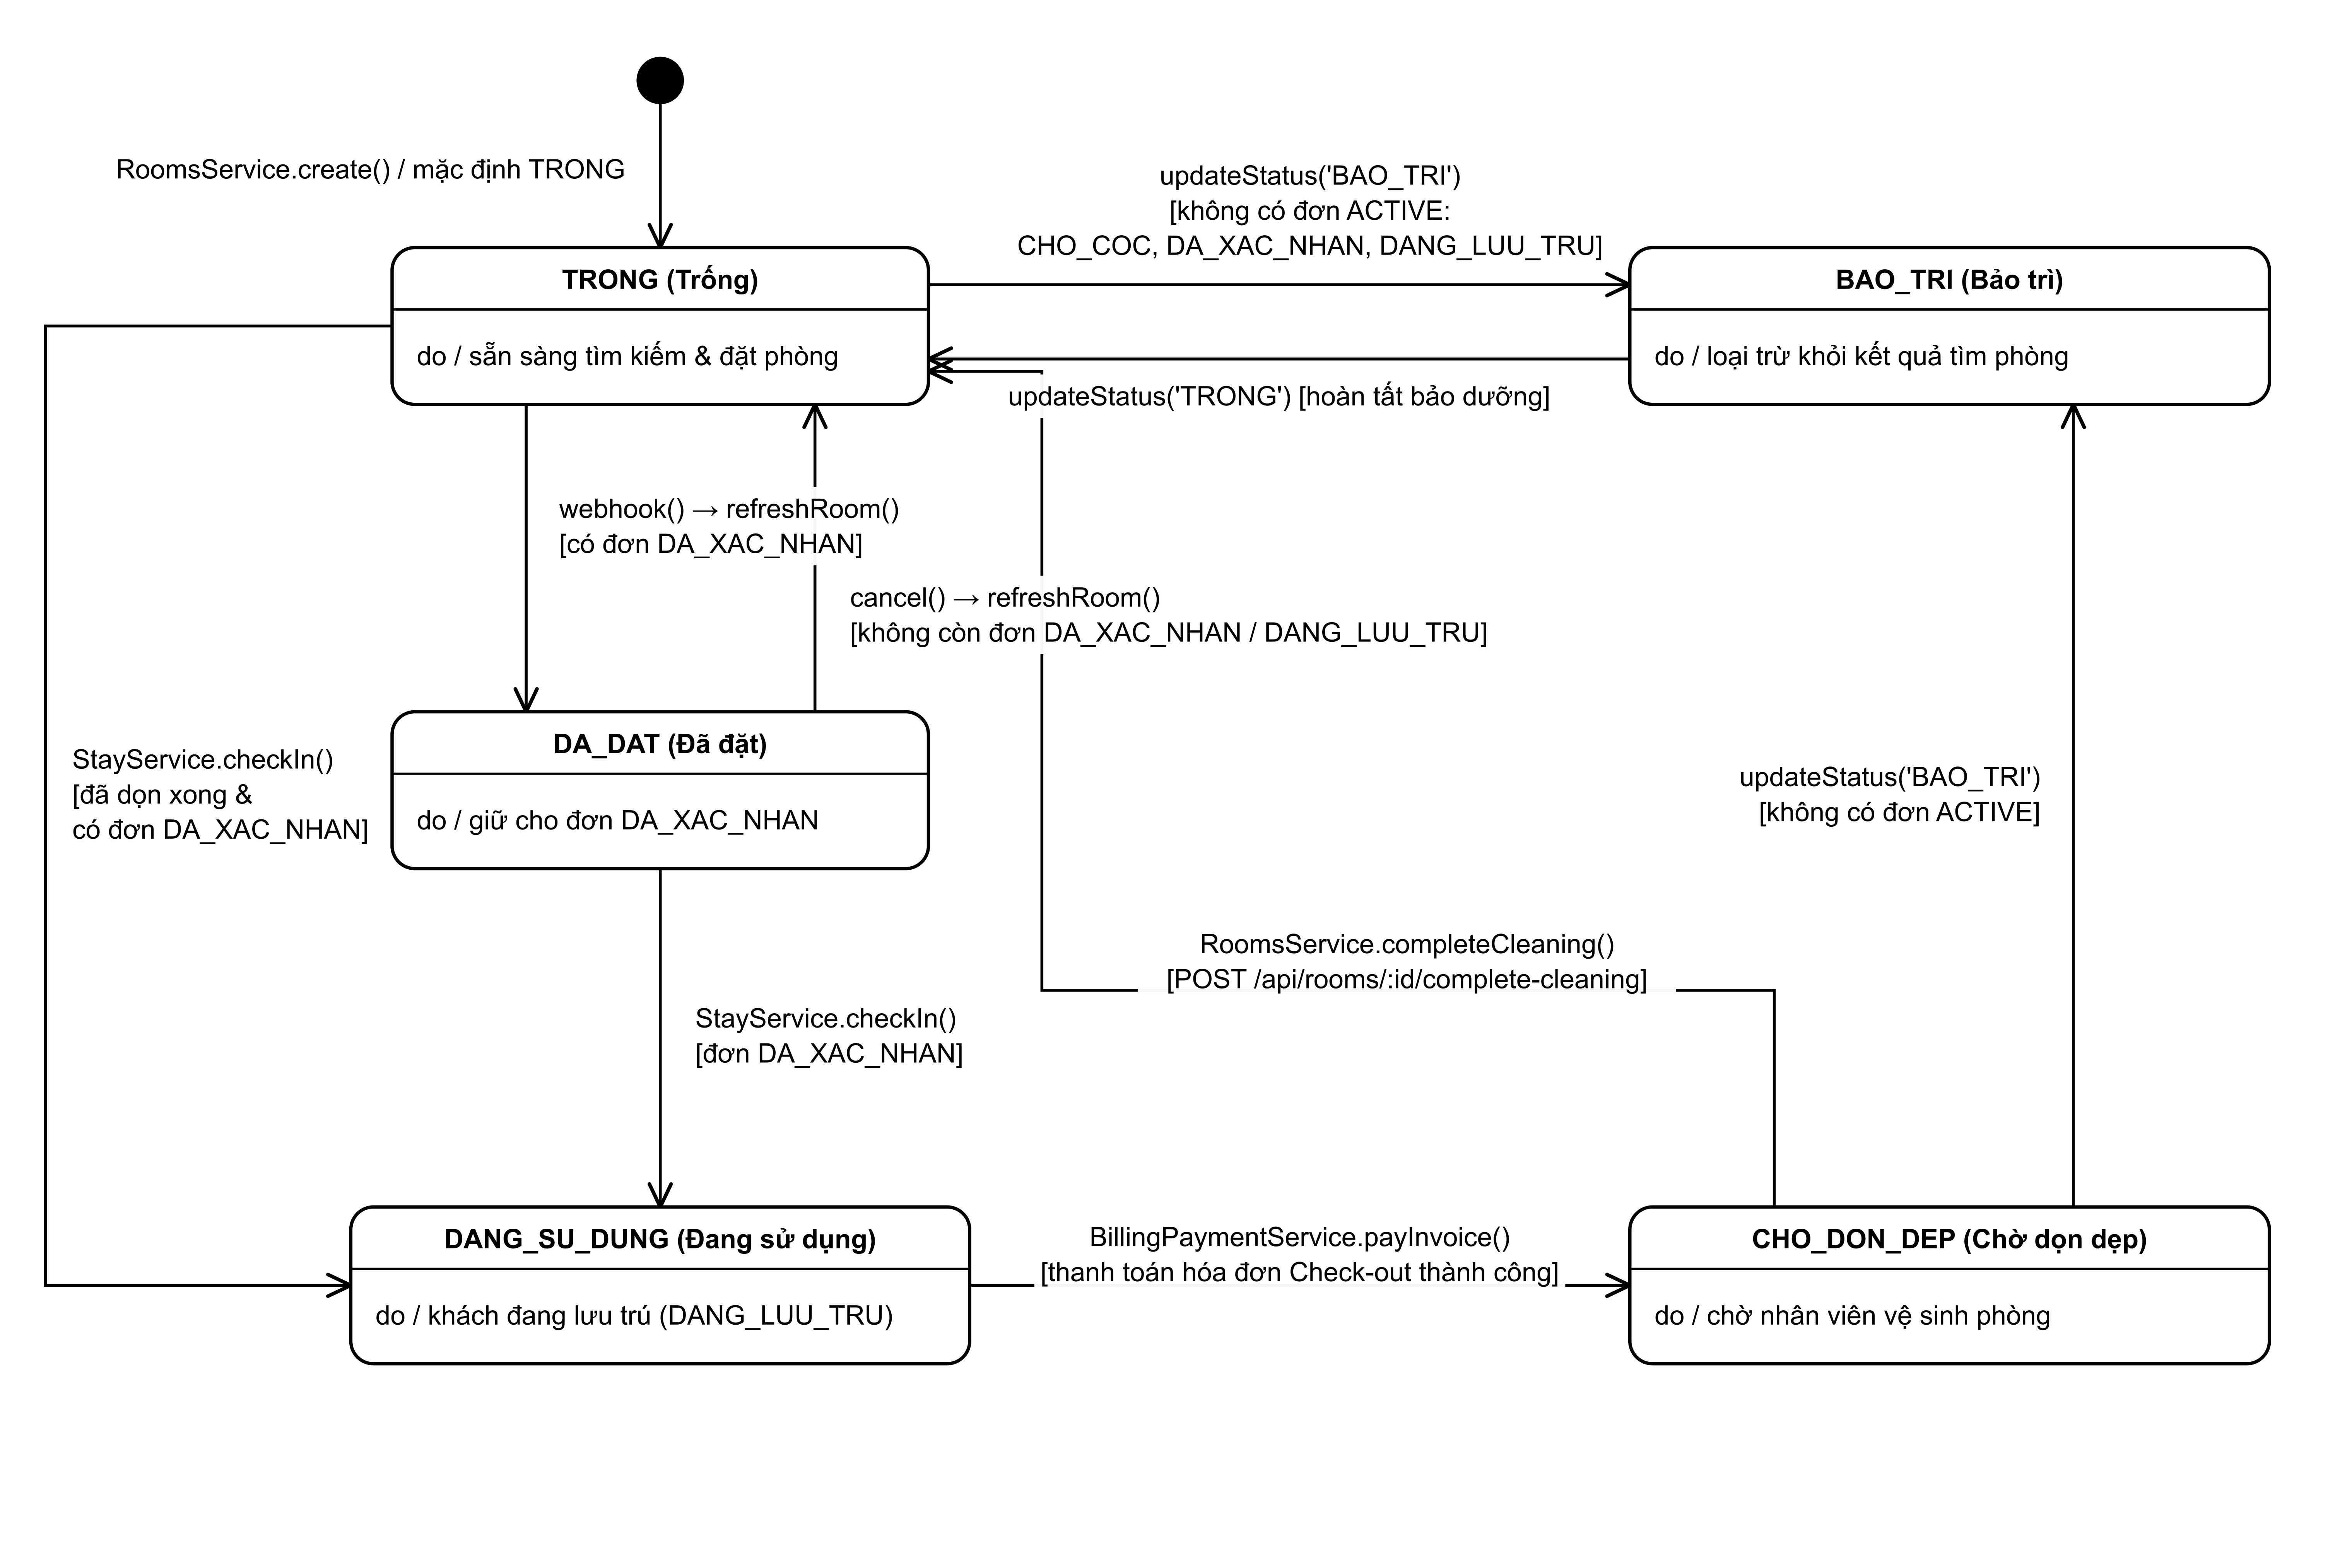 RoomsService.create() / mặc định TRONG
updateStatus('BAO_TRI')
[không có đơn ACTIVE:
CHO_COC, DA_XAC_NHAN, DANG_LUU_TRU]
TRONG (Trống)
do / sẵn sàng tìm kiếm & đặt phòng
BAO_TRI (Bảo trì)
do / loại trừ khỏi kết quả tìm phòng
updateStatus('TRONG') [hoàn tất bảo dưỡng]
webhook() → refreshRoom()
[có đơn DA_XAC_NHAN]
cancel() → refreshRoom()
[không còn đơn DA_XAC_NHAN / DANG_LUU_TRU]
StayService.checkIn()
[đã dọn xong &
có đơn DA_XAC_NHAN]
DA_DAT (Đã đặt)
do / giữ cho đơn DA_XAC_NHAN
updateStatus('BAO_TRI')
[không có đơn ACTIVE]
RoomsService.completeCleaning()
[POST /api/rooms/:id/complete-cleaning]
StayService.checkIn()
[đơn DA_XAC_NHAN]
DANG_SU_DUNG (Đang sử dụng)
do / khách đang lưu trú (DANG_LUU_TRU)
BillingPaymentService.payInvoice()
[thanh toán hóa đơn Check-out thành công]
CHO_DON_DEP (Chờ dọn dẹp)
do / chờ nhân viên vệ sinh phòng